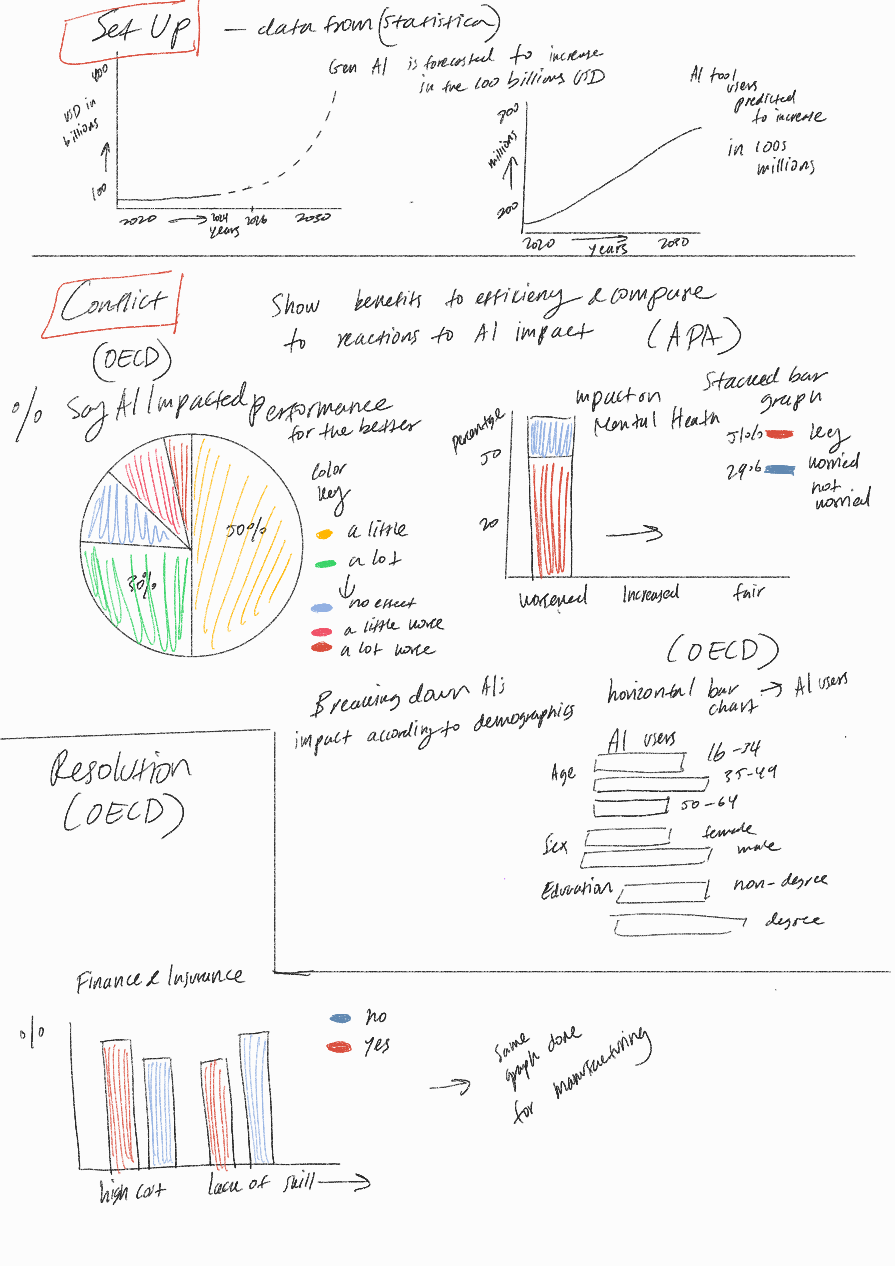 Set Up — data from (Statistica)
Gen AI is forecasted to increase
in the 100 billions USD
400
USD in
billions
100
2020 2024 2026 2030
years
AI tool
users
predicted
to increase
in 100s
millions
700
millions
200
2020 years 2030
Conflict
Show benefits to efficieny & compare
to reactions to AI impact (APA)
(OECD)
% Say AI Impacted performance
for the better
50%
30%
Color
key
a little
a lot
no effect
a little worse
a lot worse
percentage
50
20
Impact on
Mental Heath
worsened Increased fair
Stacked bar
graph
51% key
29% worried
not
worried
(OECD)
Breaking down AIs
impact according to demographics
horizontal bar
chart → AI users
AI users
Age
16-34
35-49
50-64
Sex
female
male
Education
non-degree
degree
Resolution
(OECD)
Finance & Insurance
%
no
yes
high cost lack of skill
same
graph done
for manufacturing